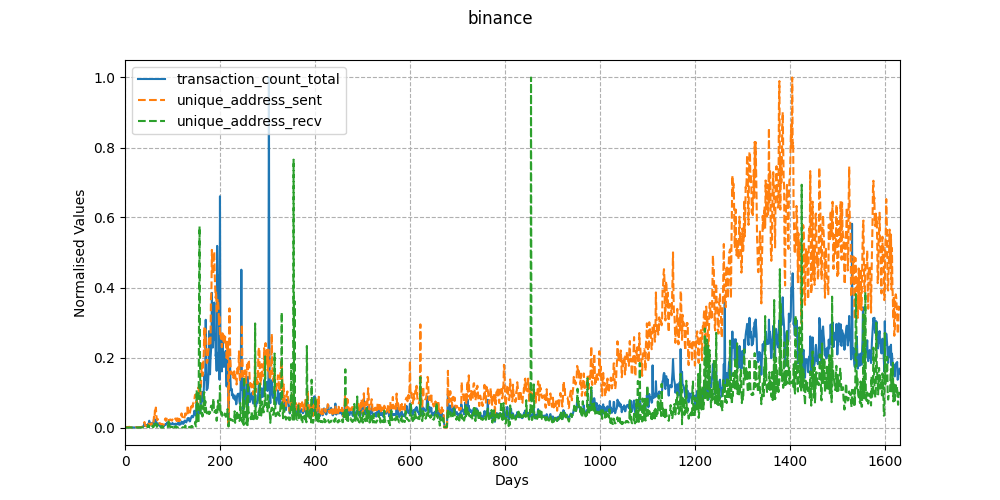 binance
transaction_count_total
unique_address_sent
unique_address_recv
1.0
0.8
0.6
0.4
0.2
0.0
Normalised Values
0 200 400 600 800 1000 1200 1400 1600
Days